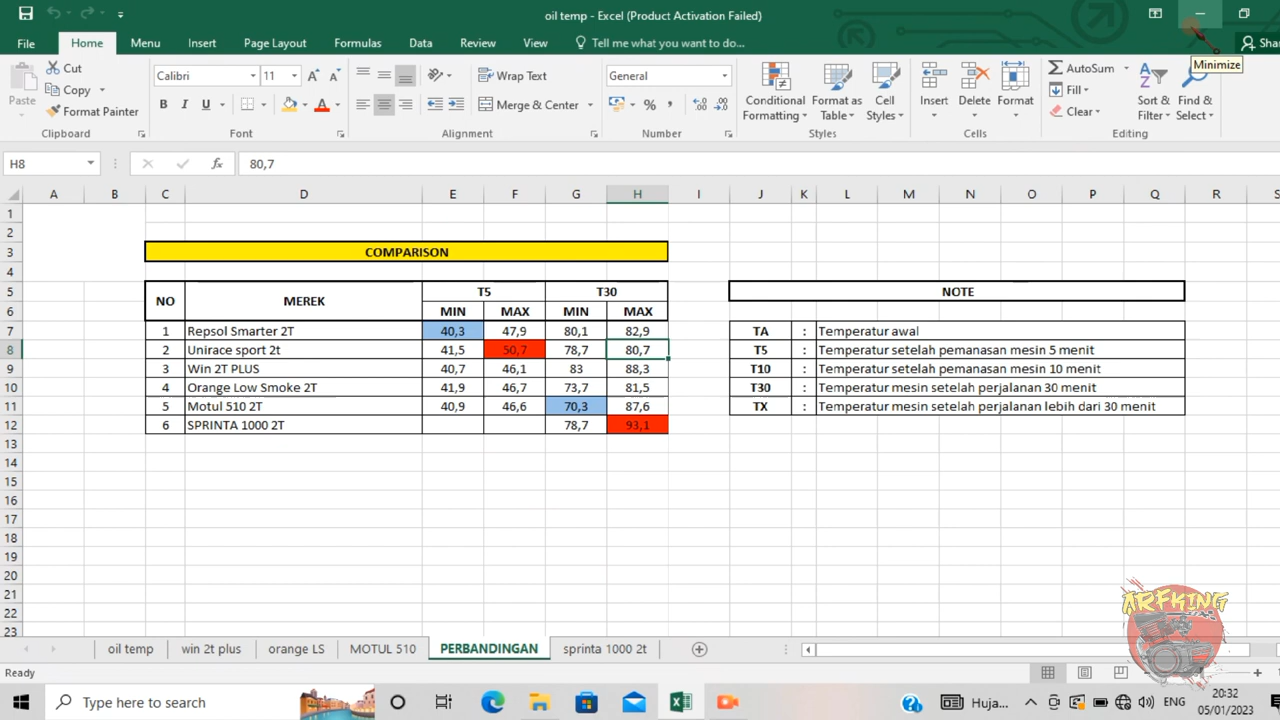 oil temp - Excel (Product Activation Failed)
File Home Menu Insert Page Layout Formulas Data Review View Tell me what you want to do... Sha
Minimize
Cut
Copy
Format Painter
Paste
Clipboard
Calibri 11
B I U
Font
Wrap Text
Merge & Center
Alignment
General
%
Number
Conditional Formatting
Format as Table
Cell Styles
Styles
Insert Delete Format
Cells
AutoSum
Fill
Clear
Sort & Filter
Find & Select
Editing
H8 fx 80,7
A B C D E F G H I J K L M N O P Q R S
1
2
3 COMPARISON
4
5 NO MEREK T5 T30 NOTE
6 MIN MAX MIN MAX
7 1 Repsol Smarter 2T 40,3 47,9 80,1 82,9 TA : Temperatur awal
8 2 Unirace sport 2t 41,5 50,7 78,7 80,7 T5 : Temperatur setelah pemanasan mesin 5 menit
9 3 Win 2T PLUS 40,7 46,1 83 88,3 T10 : Temperatur setelah pemanasan mesin 10 menit
10 4 Orange Low Smoke 2T 41,9 46,7 73,7 81,5 T30 : Temperatur mesin setelah perjalanan 30 menit
11 5 Motul 510 2T 40,9 46,6 70,3 87,6 TX : Temperatur mesin setelah perjalanan lebih dari 30 menit
12 6 SPRINTA 1000 2T 78,7 93,1
13
14
15
16
17
18
19
20
21
22
23
ARFKING
oil temp win 2t plus orange LS MOTUL 510 PERBANDINGAN sprinta 1000 2t
Ready
Type here to search
Huja...
ENG
20:32
05/01/2023